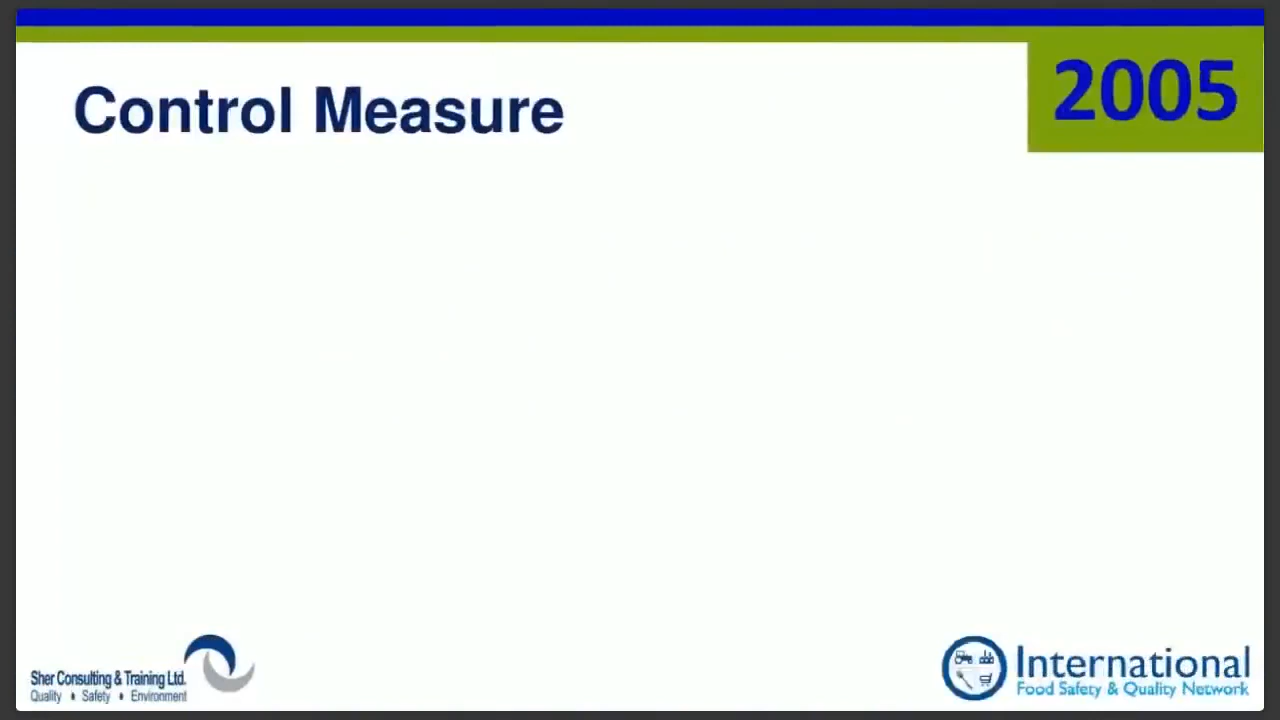 2005
Control Measure
Sher Consulting & Training Ltd.
Quality • Safety • Environment
International
Food Safety & Quality Network